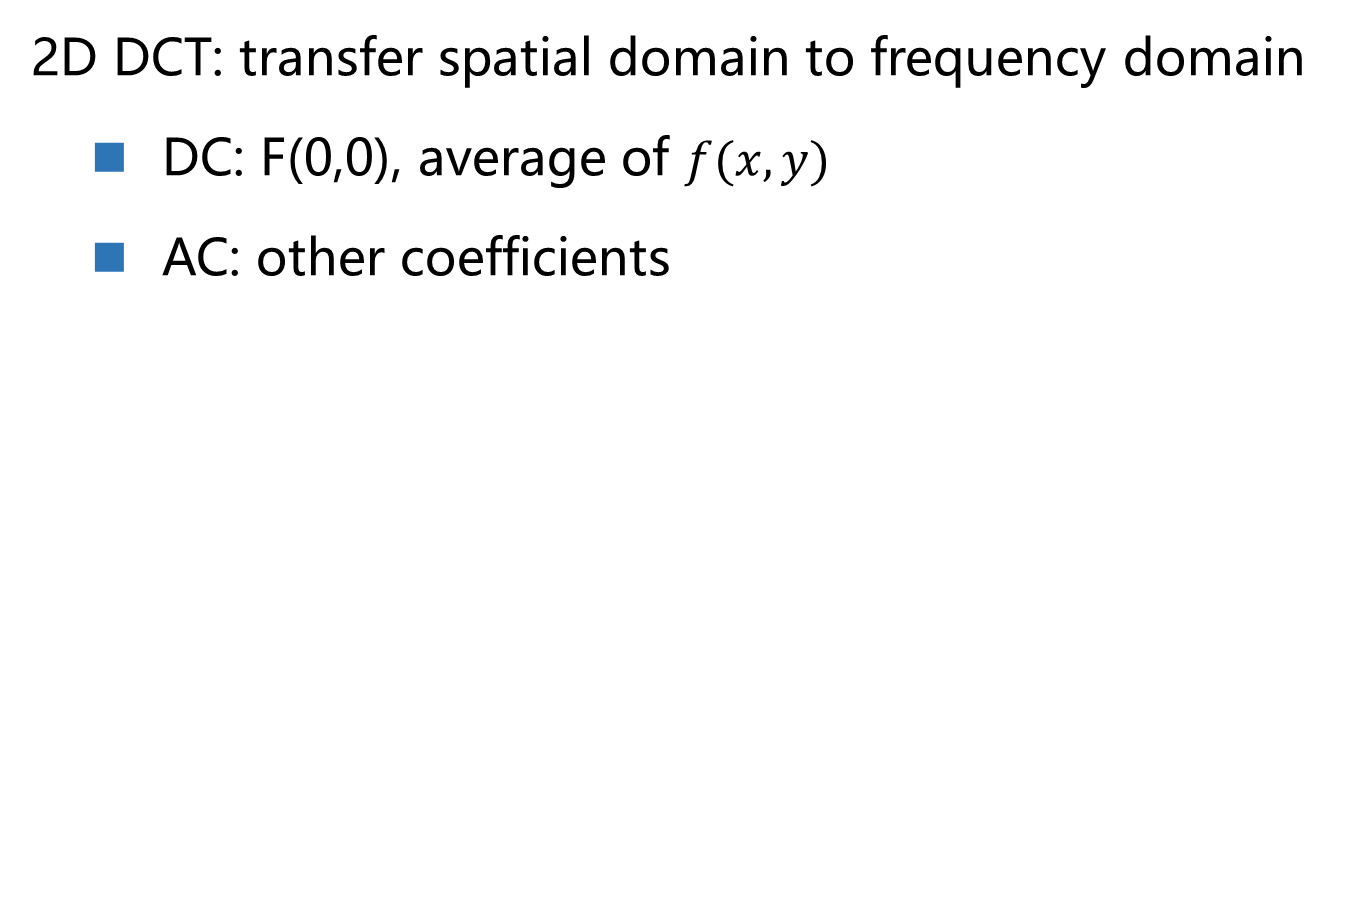 2D DCT: transfer spatial domain to frequency domain
DC: F(0,0), average of f(x,y)
AC: other coefficients